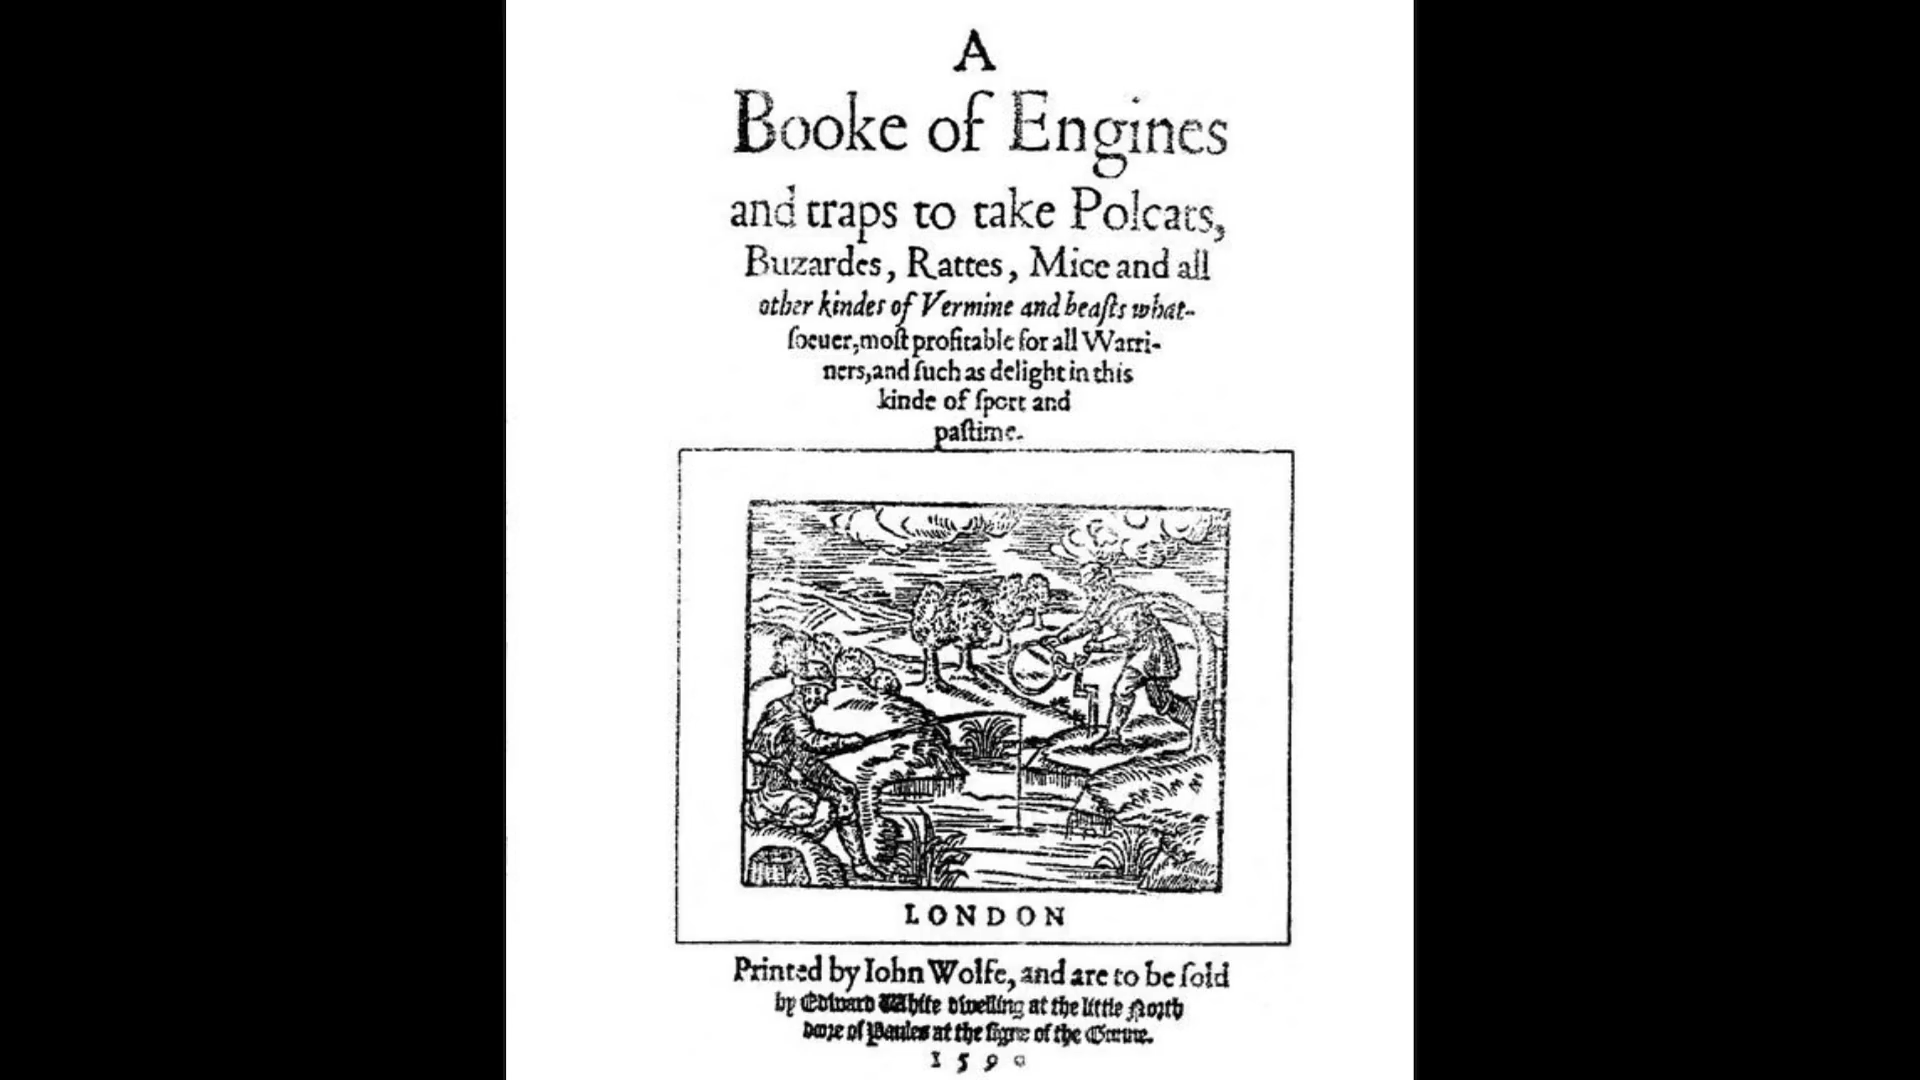 A
Booke of Engines
and traps to take Polcats,
Buzardes, Rattes, Mice and all
other kindes of Vermine and beaſts what-
ſoeuer, moſt profitable for all Warri-
ners, and ſuch as delight in this
kinde of ſport and
paſtime.
LONDON
Printed by Iohn Wolfe, and are to be ſold
by Edward White dwelling at the little North
dore of Paules at the ſigne of the Gunne.
1590